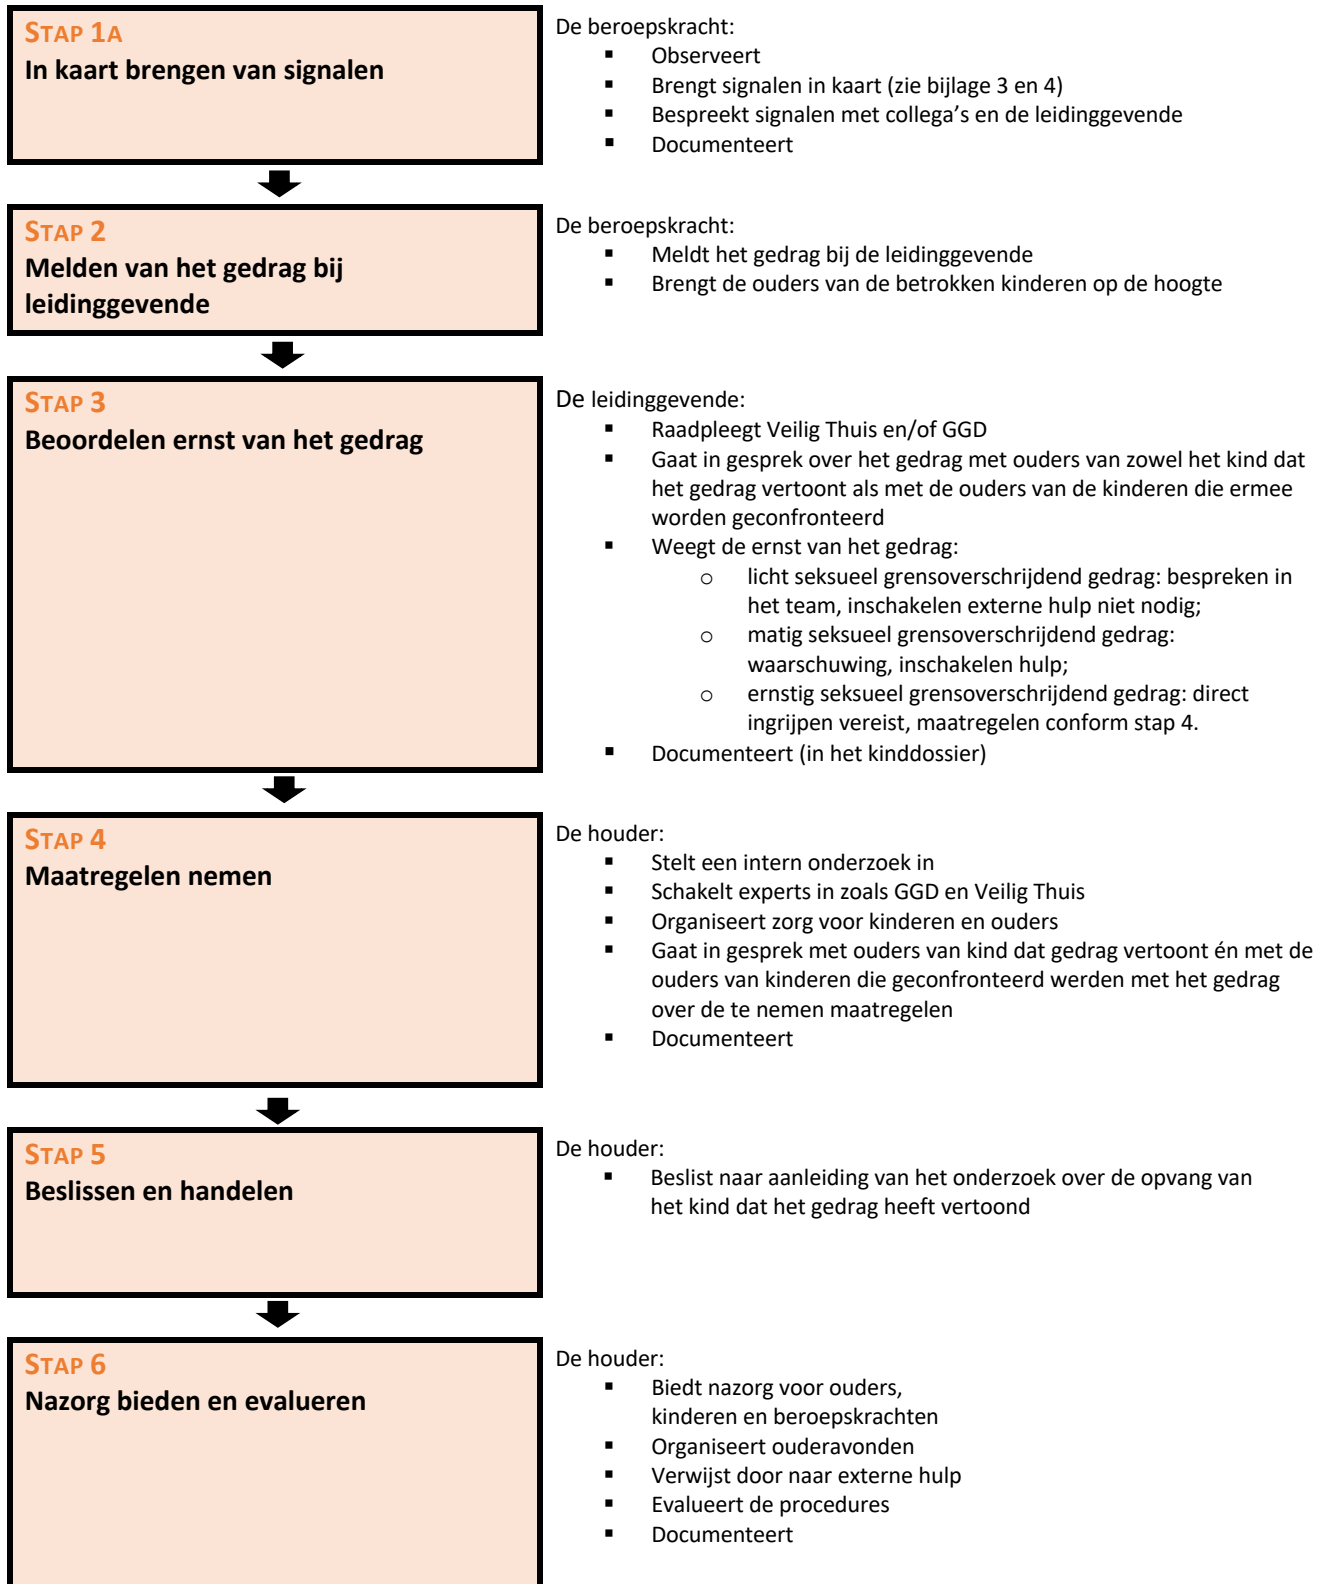 STAP 1A
In kaart brengen van signalen
De beroepskracht:
▪ Observeert
▪ Brengt signalen in kaart (zie bijlage 3 en 4)
▪ Bespreekt signalen met collega’s en de leidinggevende
▪ Documenteert
STAP 2
Melden van het gedrag bij
leidinggevende
De beroepskracht:
▪ Meldt het gedrag bij de leidinggevende
▪ Brengt de ouders van de betrokken kinderen op de hoogte
STAP 3
Beoordelen ernst van het gedrag
De leidinggevende:
▪ Raadpleegt Veilig Thuis en/of GGD
▪ Gaat in gesprek over het gedrag met ouders van zowel het kind dat
het gedrag vertoont als met de ouders van de kinderen die ermee
worden geconfronteerd
▪ Weegt de ernst van het gedrag:
o licht seksueel grensoverschrijdend gedrag: bespreken in
het team, inschakelen externe hulp niet nodig;
o matig seksueel grensoverschrijdend gedrag:
waarschuwing, inschakelen hulp;
o ernstig seksueel grensoverschrijdend gedrag: direct
ingrijpen vereist, maatregelen conform stap 4.
▪ Documenteert (in het kinddossier)
STAP 4
Maatregelen nemen
De houder:
▪ Stelt een intern onderzoek in
▪ Schakelt experts in zoals GGD en Veilig Thuis
▪ Organiseert zorg voor kinderen en ouders
▪ Gaat in gesprek met ouders van kind dat gedrag vertoont én met de
ouders van kinderen die geconfronteerd werden met het gedrag
over de te nemen maatregelen
▪ Documenteert
STAP 5
Beslissen en handelen
De houder:
▪ Beslist naar aanleiding van het onderzoek over de opvang van
het kind dat het gedrag heeft vertoond
STAP 6
Nazorg bieden en evalueren
De houder:
▪ Biedt nazorg voor ouders,
kinderen en beroepskrachten
▪ Organiseert ouderavonden
▪ Verwijst door naar externe hulp
▪ Evalueert de procedures
▪ Documenteert